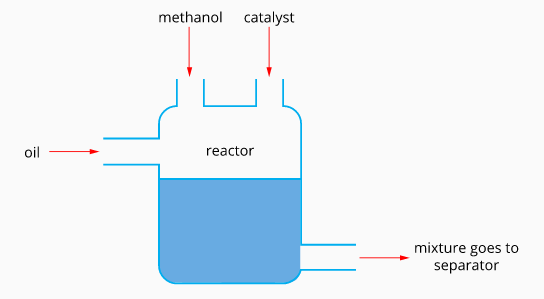 methanol
catalyst
oil
reactor
mixture goes to
separator